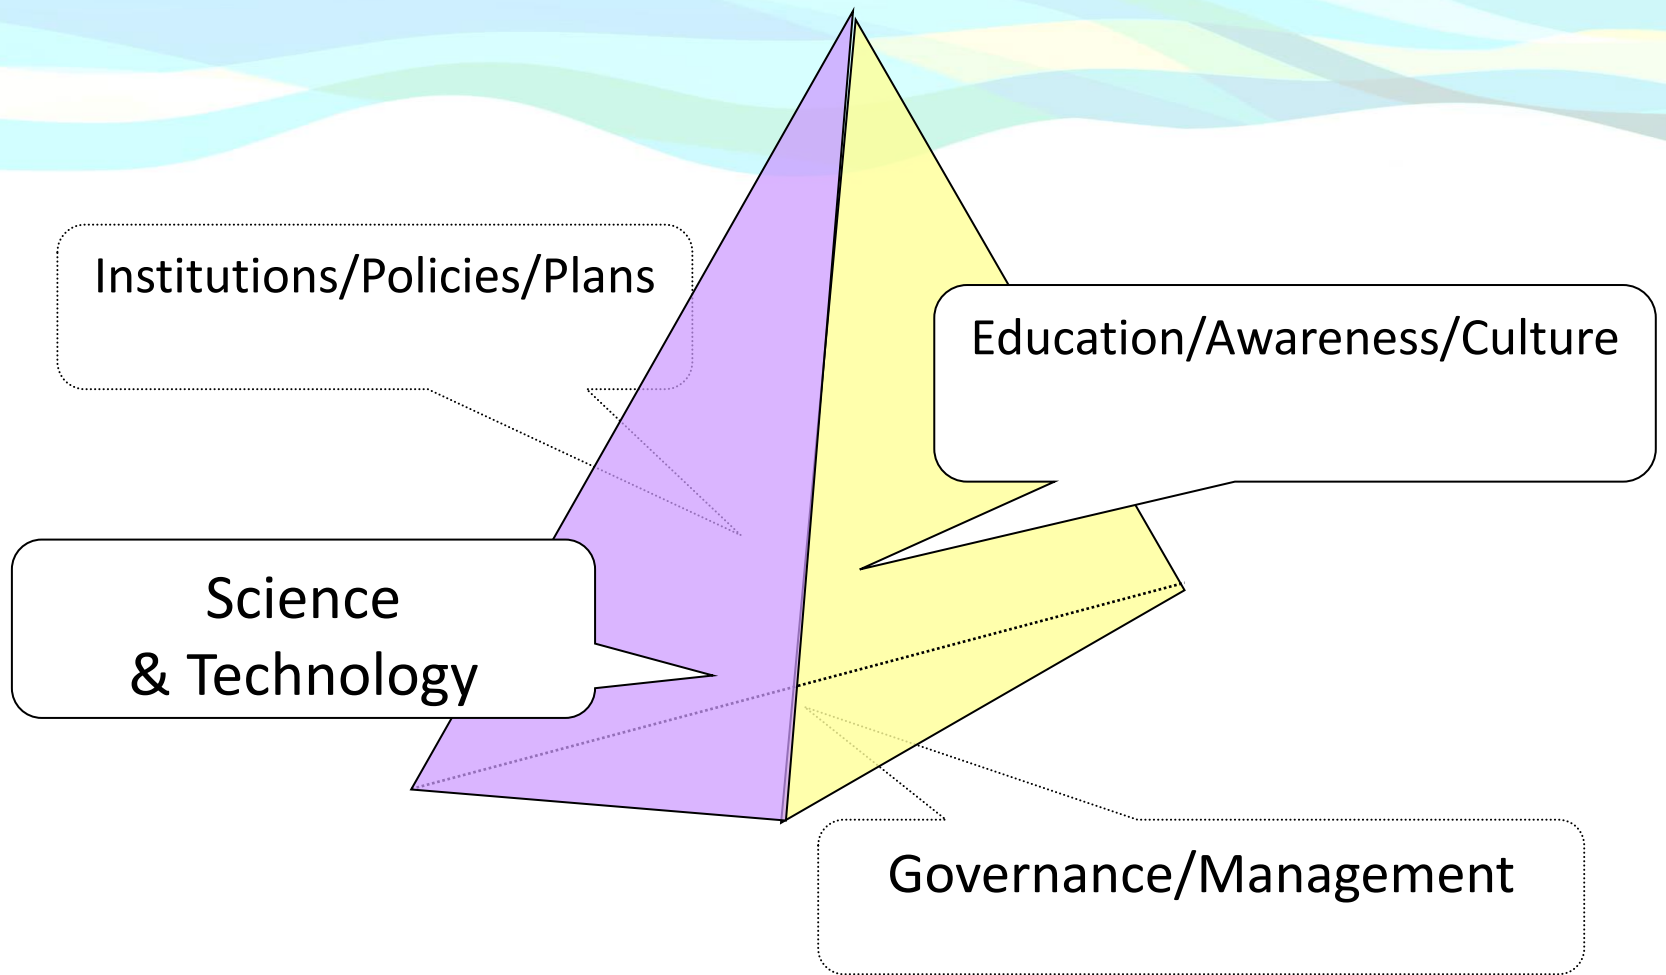 Institutions/Policies/Plans
Education/Awareness/Culture
Science
& Technology
Governance/Management